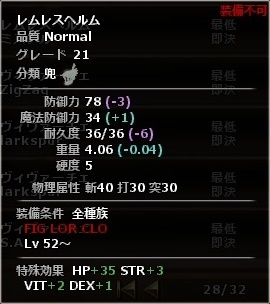 装備不可
レムレスヘルム
品質 Normal
グレード 21
分類 兜
防御力 78 (-3)
魔法防御力 34 (+1)
耐久度 36/36 (-6)
重量 4.06 (-0.04)
硬度 5
物理属性 斬40 打30 突30
装備条件 全種族
FIG LOR CLO
Lv 52~
特殊効果 HP+35 STR+3
VIT+2 DEX+1
28/32
最低
即決
最低
即決
最低
即決